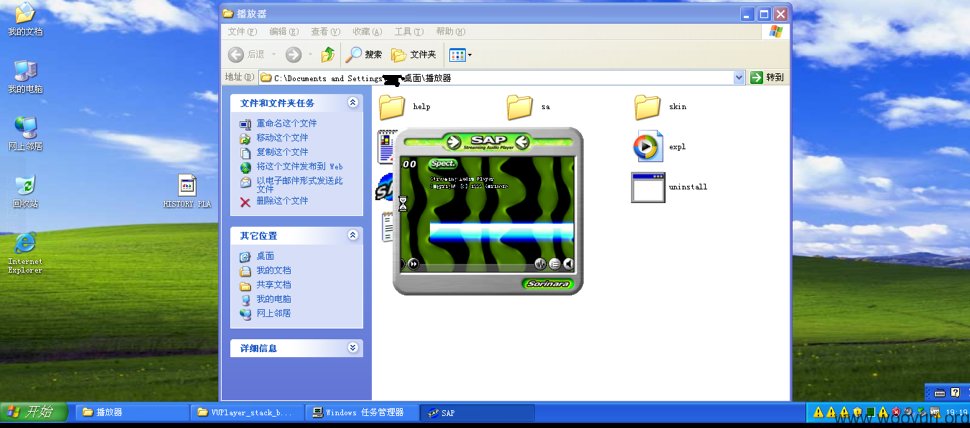 播放器
文件(F) 编辑(E) 查看(V) 收藏(A) 工具(T) 帮助(H)
后退 搜索 文件夹
地址(D) C:\Documents and Settings 桌面\播放器 转到
我的文档
我的电脑
网上邻居
回收站
HISTORY_PLA
Internet
Explorer
文件和文件夹任务
重命名这个文件
移动这个文件
复制这个文件
将这个文件发布到 Web
以电子邮件形式发送此
文件
删除这个文件
其它位置
桌面
我的文档
共享文档
我的电脑
网上邻居
详细信息
help
sa
skin
expl
uninstall
SAP
Streaming Audio Player
00
Spect.
Streaming Audio Player
Sorinara
开始
播放器
VUPlayer_stack_b...
Windows 任务管理器
SAP
19:19
www.wooyun.org